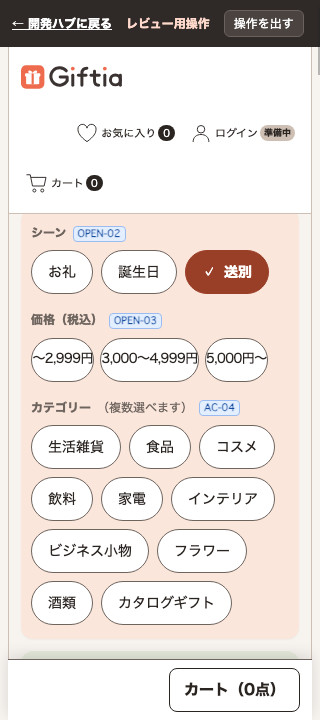 ← 開発ハブに戻る レビュー用操作 操作を出す
Giftia
お気に入り 0 ログイン 準備中
カート 0
シーン OPEN-02
お礼 誕生日 ✓ 送別
価格（税込） OPEN-03
〜2,999円 3,000〜4,999円 5,000円〜
カテゴリー （複数選べます） AC-04
生活雑貨 食品 コスメ
飲料 家電 インテリア
ビジネス小物 フラワー
酒類 カタログギフト
カート（0点）